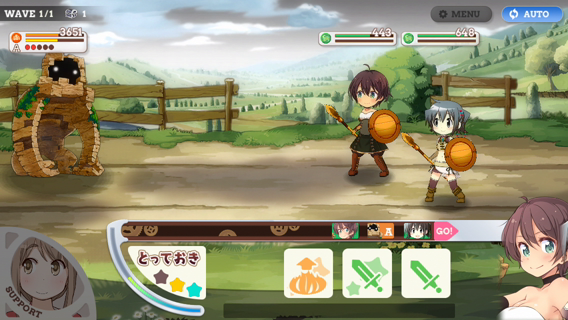 WAVE 1/1 1
MENU
AUTO
3651
443
648
A
A
GO!
とっておき
SUPPORT